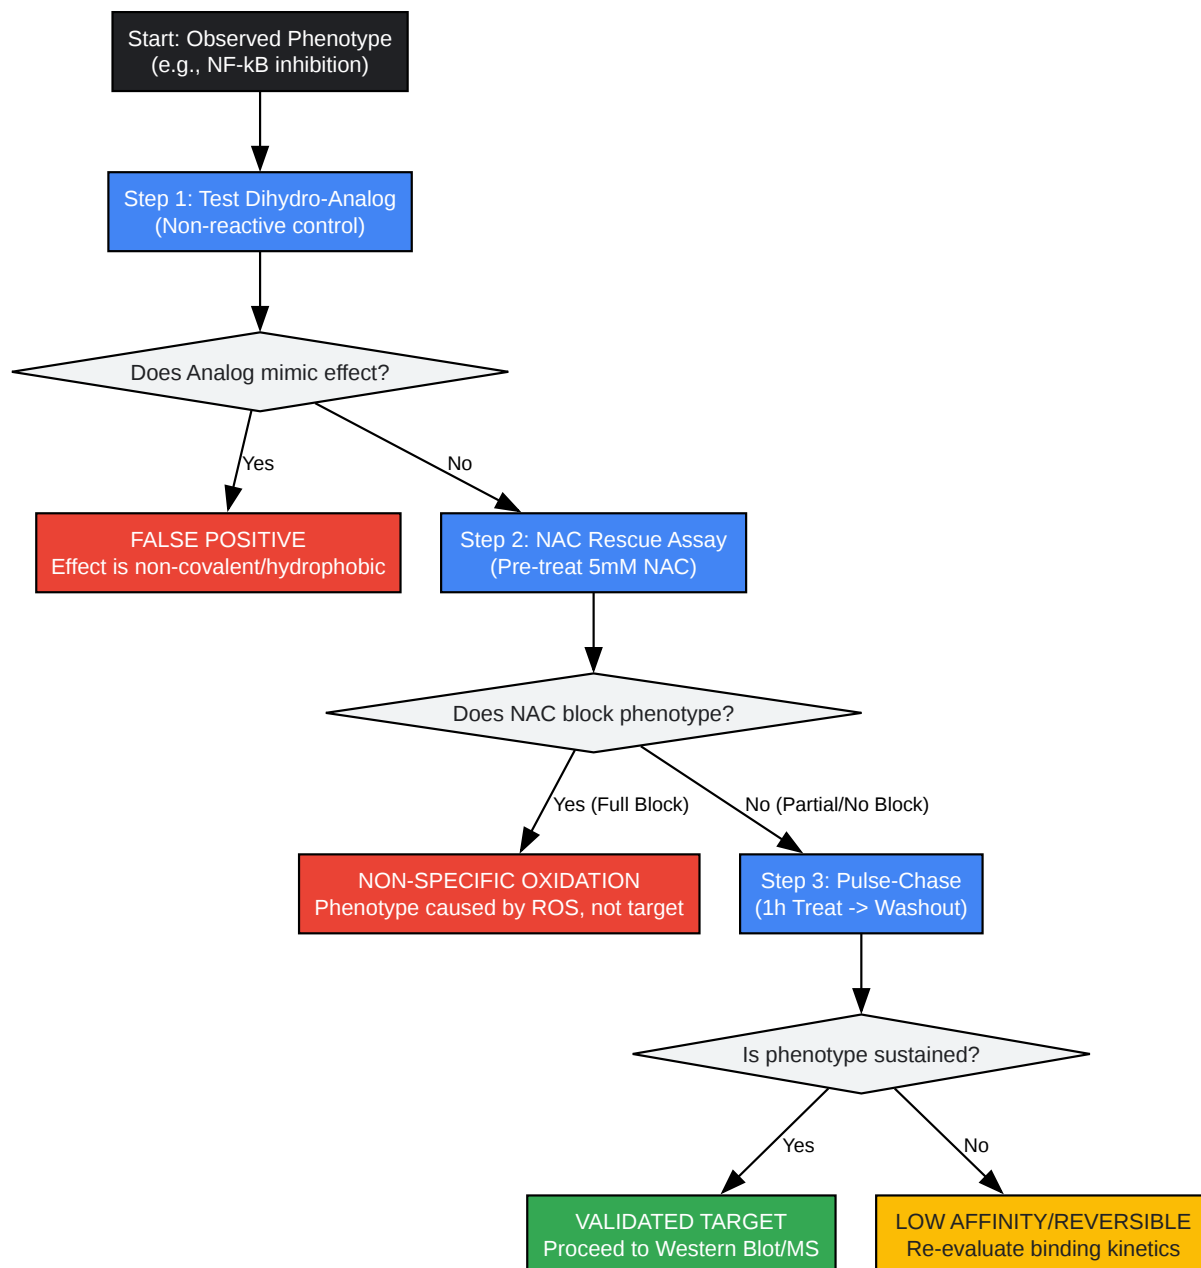 Start: Observed Phenotype
(e.g., NF-kB inhibition)
Step 1: Test Dihydro-Analog
(Non-reactive control)
Does Analog mimic effect?
Yes
No
FALSE POSITIVE
Effect is non-covalent/hydrophobic
Step 2: NAC Rescue Assay
(Pre-treat 5mM NAC)
Does NAC block phenotype?
Yes (Full Block)
No (Partial/No Block)
NON-SPECIFIC OXIDATION
Phenotype caused by ROS, not target
Step 3: Pulse-Chase
(1h Treat -> Washout)
Is phenotype sustained?
Yes
No
VALIDATED TARGET
Proceed to Western Blot/MS
LOW AFFINITY/REVERSIBLE
Re-evaluate binding kinetics